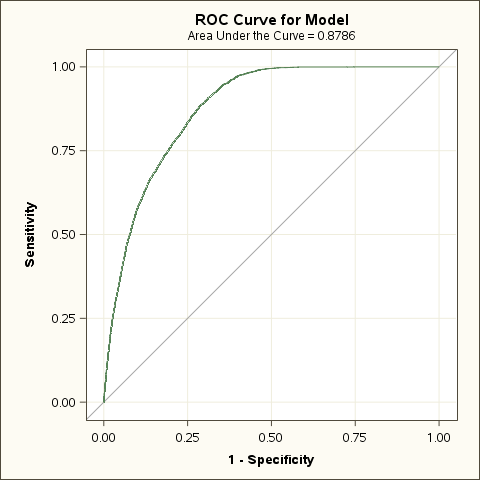 ROC Curve for Model
Area Under the Curve = 0.8786
1.00
0.75
0.50
0.25
0.00
Sensitivity
0.00 0.25 0.50 0.75 1.00
1 - Specificity